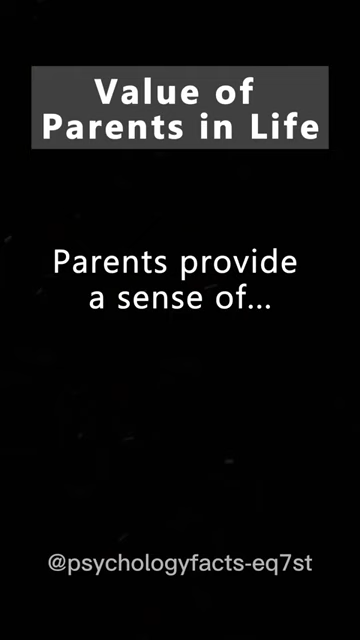 Value of
Parents in Life
Parents provide
a sense of...
@psychologyfacts-eq7st